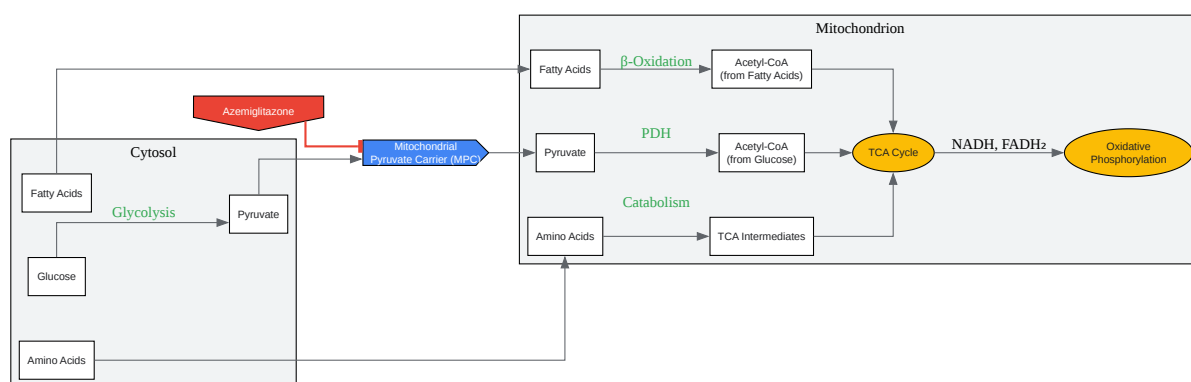 Mitochondrion
Fatty Acids
β-Oxidation
Acetyl-CoA
(from Fatty Acids)
Azemiglitazone
Cytosol
Mitochondrial
Pyruvate Carrier (MPC)
Pyruvate
PDH
Acetyl-CoA
(from Glucose)
TCA Cycle
NADH, FADH₂
Oxidative
Phosphorylation
Fatty Acids
Glycolysis
Pyruvate
Catabolism
Amino Acids
TCA Intermediates
Glucose
Amino Acids